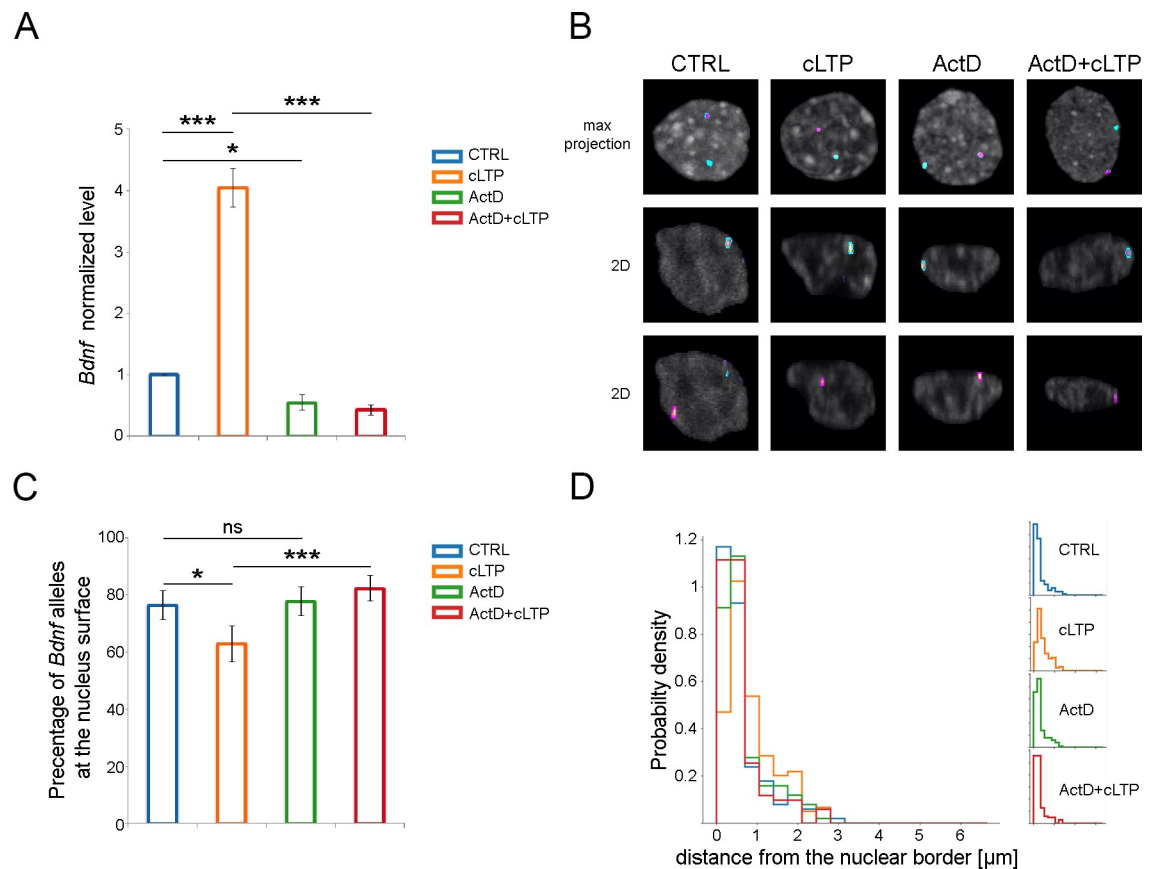 A
***
***
*
5
4
3
2
1
0
Bdnf normalized level
CTRL
cLTP
ActD
ActD+cLTP
B
CTRL
cLTP
ActD
ActD+cLTP
max
projection
2D
2D
C
ns
***
*
100
80
60
40
20
0
Precentage of Bdnf alleles
at the nucleus surface
CTRL
cLTP
ActD
ActD+cLTP
D
1.2
1
0.8
0.6
0.4
0.2
Probabilty density
0
1
2
3
4
5
6
distance from the nuclear border [µm]
CTRL
cLTP
ActD
ActD+cLTP